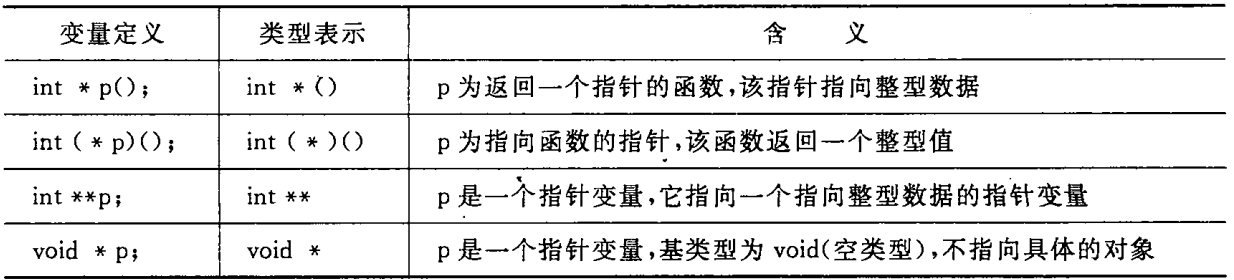 变量定义 类型表示 含 义
int * p(); int * () p 为返回一个指针的函数,该指针指向整型数据
int ( * p)(); int ( * )() p 为指向函数的指针,该函数返回一个整型值
int **p; int ** p 是一个指针变量,它指向一个指向整型数据的指针变量
void * p; void * p 是一个指针变量,基类型为 void(空类型),不指向具体的对象